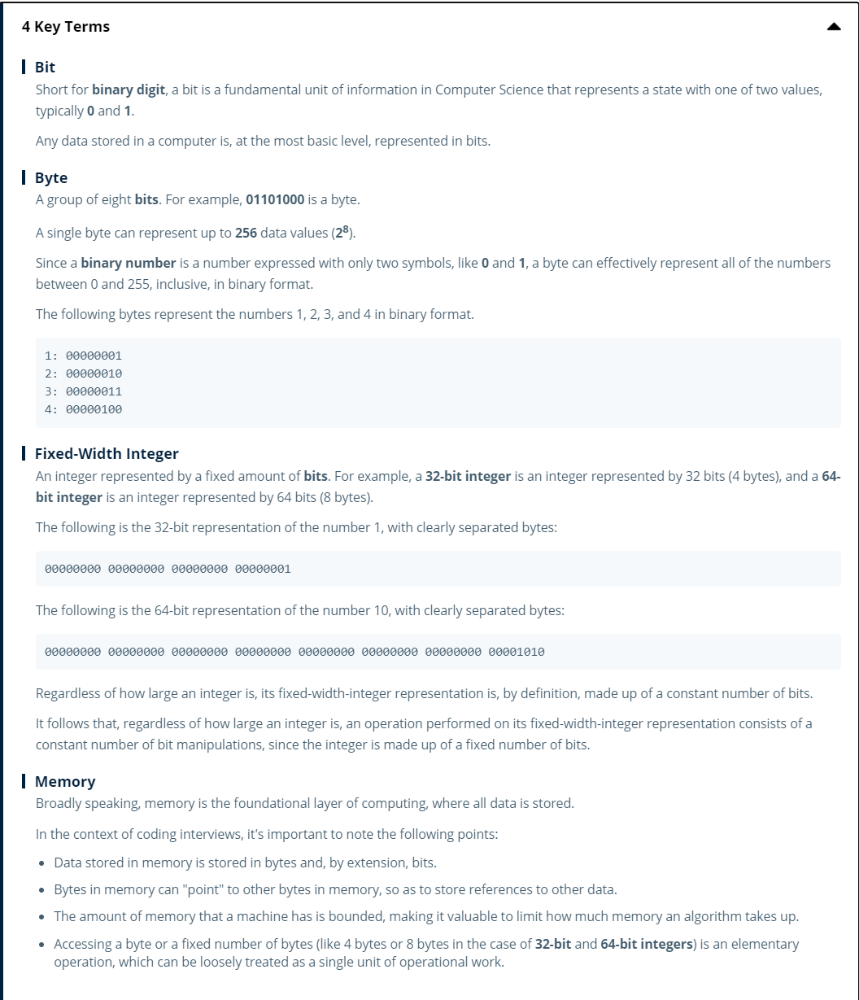 4 Key Terms
Bit
Short for binary digit, a bit is a fundamental unit of information in Computer Science that represents a state with one of two values,
typically 0 and 1.
Any data stored in a computer is, at the most basic level, represented in bits.
Byte
A group of eight bits. For example, 01101000 is a byte.
A single byte can represent up to 256 data values (2⁸).
Since a binary number is a number expressed with only two symbols, like 0 and 1, a byte can effectively represent all of the numbers
between 0 and 255, inclusive, in binary format.
The following bytes represent the numbers 1, 2, 3, and 4 in binary format.
1: 00000001
2: 00000010
3: 00000011
4: 00000100
Fixed-Width Integer
An integer represented by a fixed amount of bits. For example, a 32-bit integer is an integer represented by 32 bits (4 bytes), and a 64-
bit integer is an integer represented by 64 bits (8 bytes).
The following is the 32-bit representation of the number 1, with clearly separated bytes:
00000000 00000000 00000000 00000001
The following is the 64-bit representation of the number 10, with clearly separated bytes:
00000000 00000000 00000000 00000000 00000000 00000000 00000000 00001010
Regardless of how large an integer is, its fixed-width-integer representation is, by definition, made up of a constant number of bits.
It follows that, regardless of how large an integer is, an operation performed on its fixed-width-integer representation consists of a
constant number of bit manipulations, since the integer is made up of a fixed number of bits.
Memory
Broadly speaking, memory is the foundational layer of computing, where all data is stored.
In the context of coding interviews, it's important to note the following points:
• Data stored in memory is stored in bytes and, by extension, bits.
• Bytes in memory can "point" to other bytes in memory, so as to store references to other data.
• The amount of memory that a machine has is bounded, making it valuable to limit how much memory an algorithm takes up.
• Accessing a byte or a fixed number of bytes (like 4 bytes or 8 bytes in the case of 32-bit and 64-bit integers) is an elementary
operation, which can be loosely treated as a single unit of operational work.